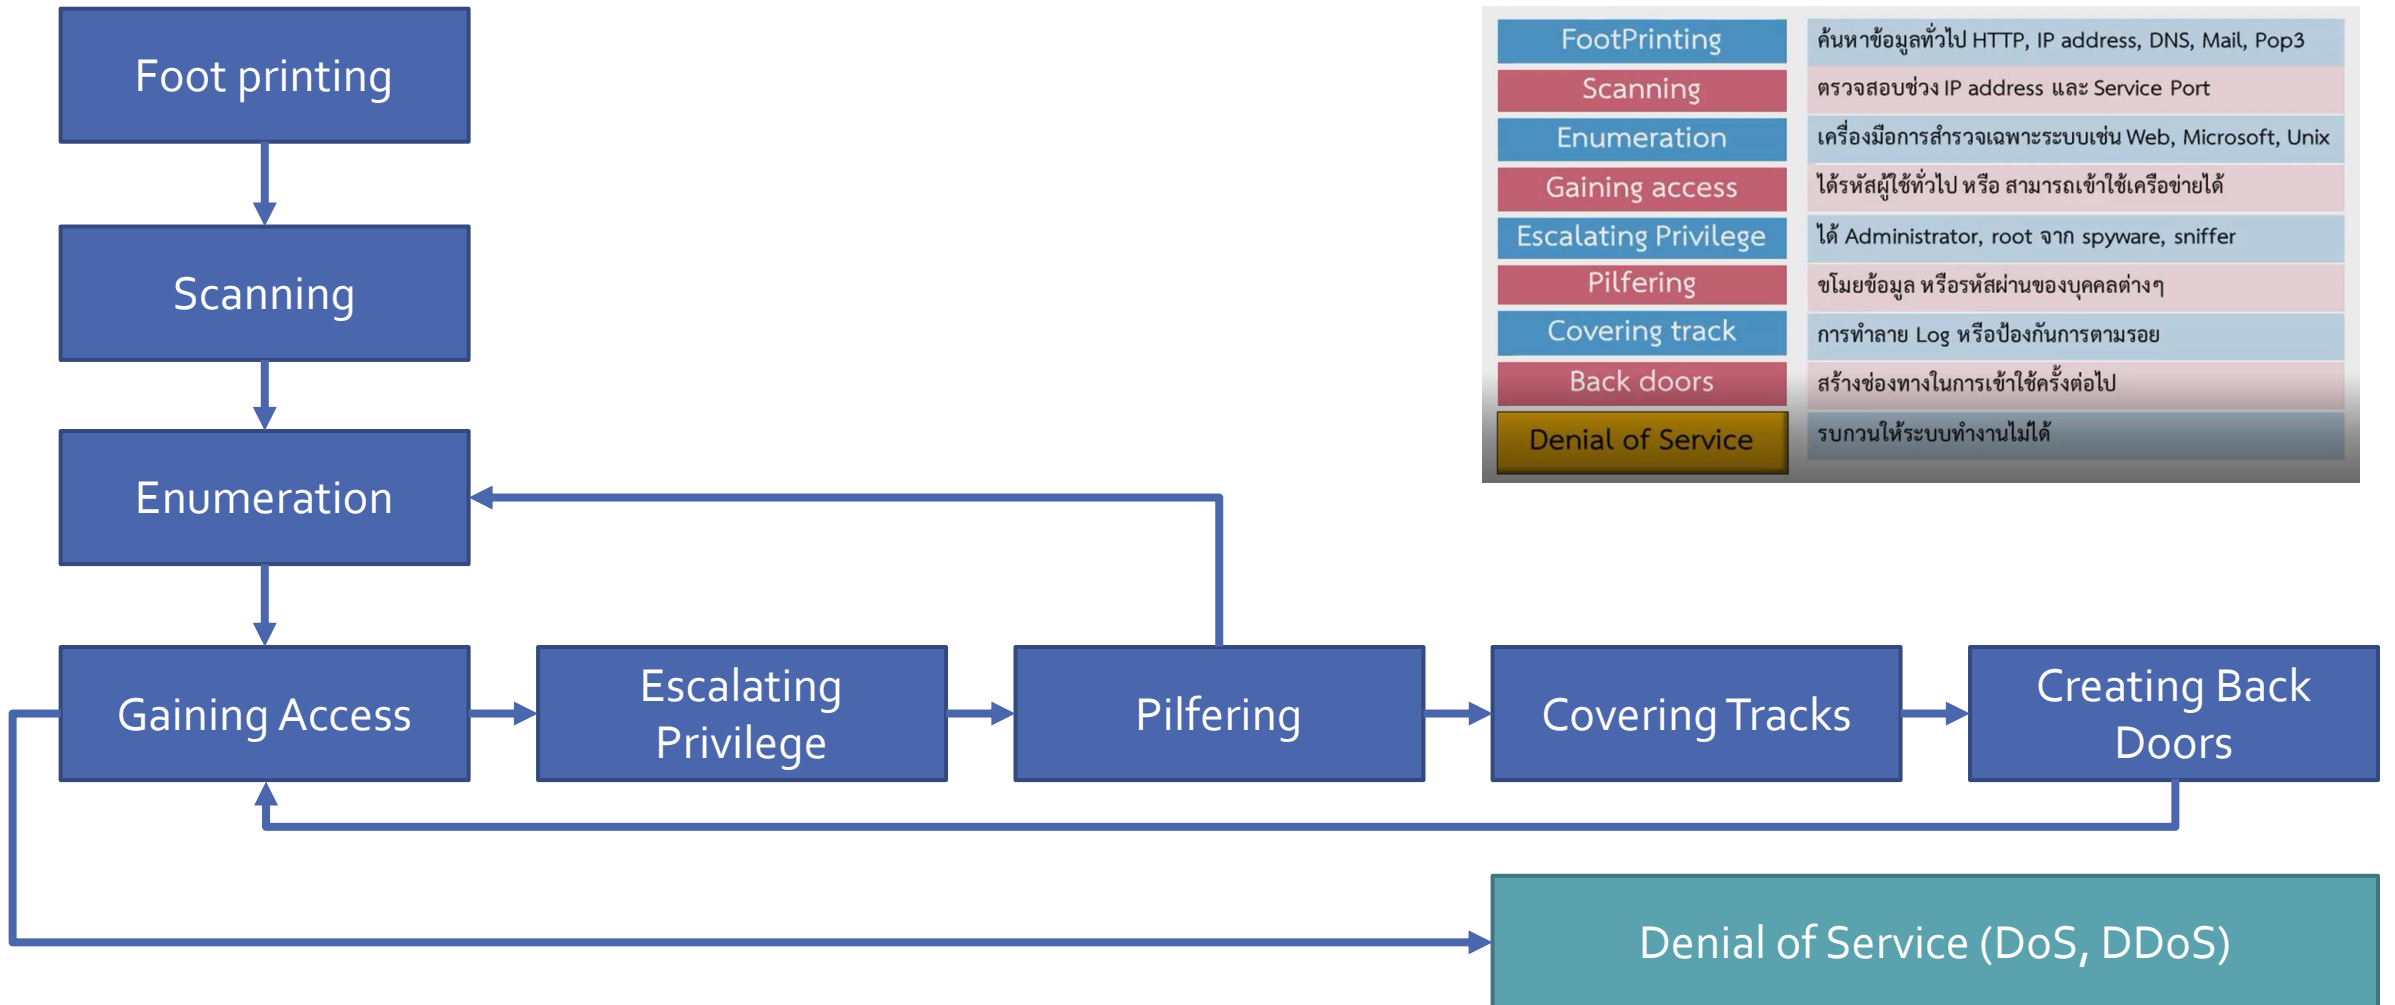 Foot printing
Scanning
Enumeration
Gaining Access
Escalating
Privilege
Pilfering
Covering Tracks
Creating Back
Doors
Denial of Service (DoS, DDoS)
FootPrinting ค้นหาข้อมูลทั่วไป HTTP, IP address, DNS, Mail, Pop3
Scanning ตรวจสอบช่วง IP address และ Service Port
Enumeration เครื่องมือการสำรวจเฉพาะระบบเช่น Web, Microsoft, Unix
Gaining access ได้รหัสผู้ใช้ทั่วไป หรือ สามารถเข้าใช้เครือข่ายได้
Escalating Privilege ได้ Administrator, root จาก spyware, sniffer
Pilfering ขโมยข้อมูล หรือรหัสผ่านของบุคคลต่างๆ
Covering track การทำลาย Log หรือป้องกันการตามรอย
Back doors สร้างช่องทางในการเข้าใช้ครั้งต่อไป
Denial of Service รบกวนให้ระบบทำงานไม่ได้